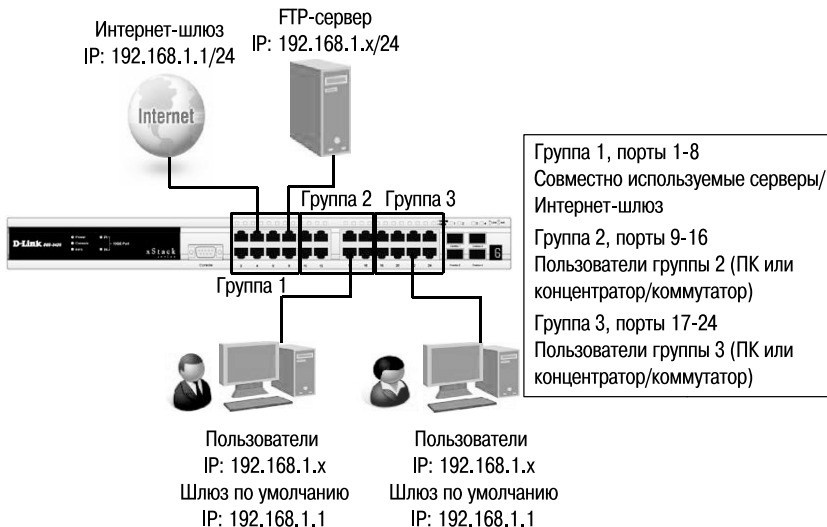 Интернет-шлюз
IP: 192.168.1.1/24
FTP-сервер
IP: 192.168.1.x/24
Internet
Группа 2
Группа 3
D-Link
xStack
Группа 1
6
Группа 1, порты 1-8
Совместно используемые серверы/
Интернет-шлюз
Группа 2, порты 9-16
Пользователи группы 2 (ПК или
концентратор/коммутатор)
Группа 3, порты 17-24
Пользователи группы 3 (ПК или
концентратор/коммутатор)
Пользователи
IP: 192.168.1.x
Шлюз по умолчанию
IP: 192.168.1.1
Пользователи
IP: 192.168.1.x
Шлюз по умолчанию
IP: 192.168.1.1